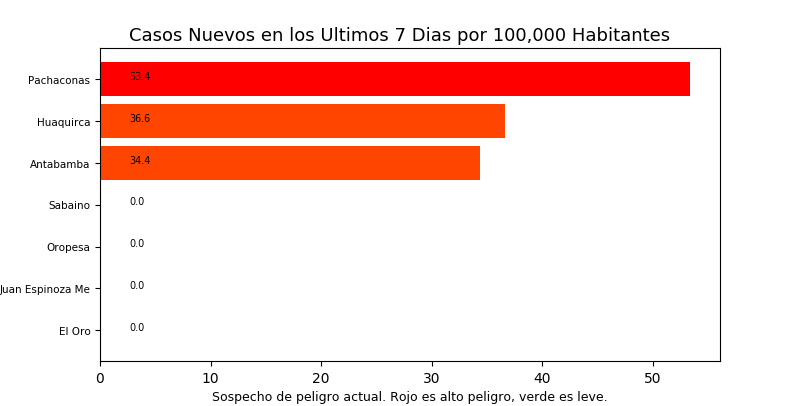 Casos Nuevos en los Ultimos 7 Dias por 100,000 Habitantes
Pachaconas 53.4
Huaquirca 36.6
Antabamba 34.4
Sabaino 0.0
Oropesa 0.0
Juan Espinoza Me 0.0
El Oro 0.0
0 10 20 30 40 50
Sospecho de peligro actual. Rojo es alto peligro, verde es leve.